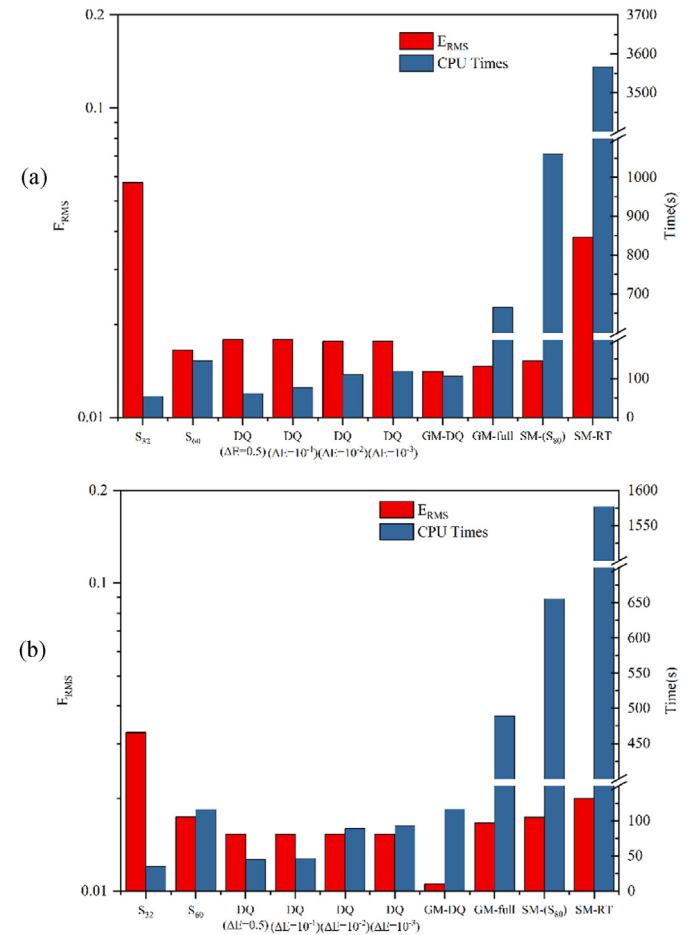 (a)
E_RMS
CPU Times
0.2
0.1
0.01
E_RMS
3700
3600
3500
1000
900
800
700
100
0
Time(s)
S_32 S_60 DQ DQ DQ DQ GM-DQ GM-full SM-(S_80) SM-RT
(ΔE=0.5) (ΔE=10^-1) (ΔE=10^-2) (ΔE=10^-3)
(b)
E_RMS
CPU Times
0.2
0.1
0.01
E_RMS
1600
1550
650
600
550
500
450
100
50
0
Time(s)
S_32 S_60 DQ DQ DQ DQ GM-DQ GM-full SM-(S_80) SM-RT
(ΔE=0.5) (ΔE=10^-1) (ΔE=10^-2) (ΔE=10^-3)